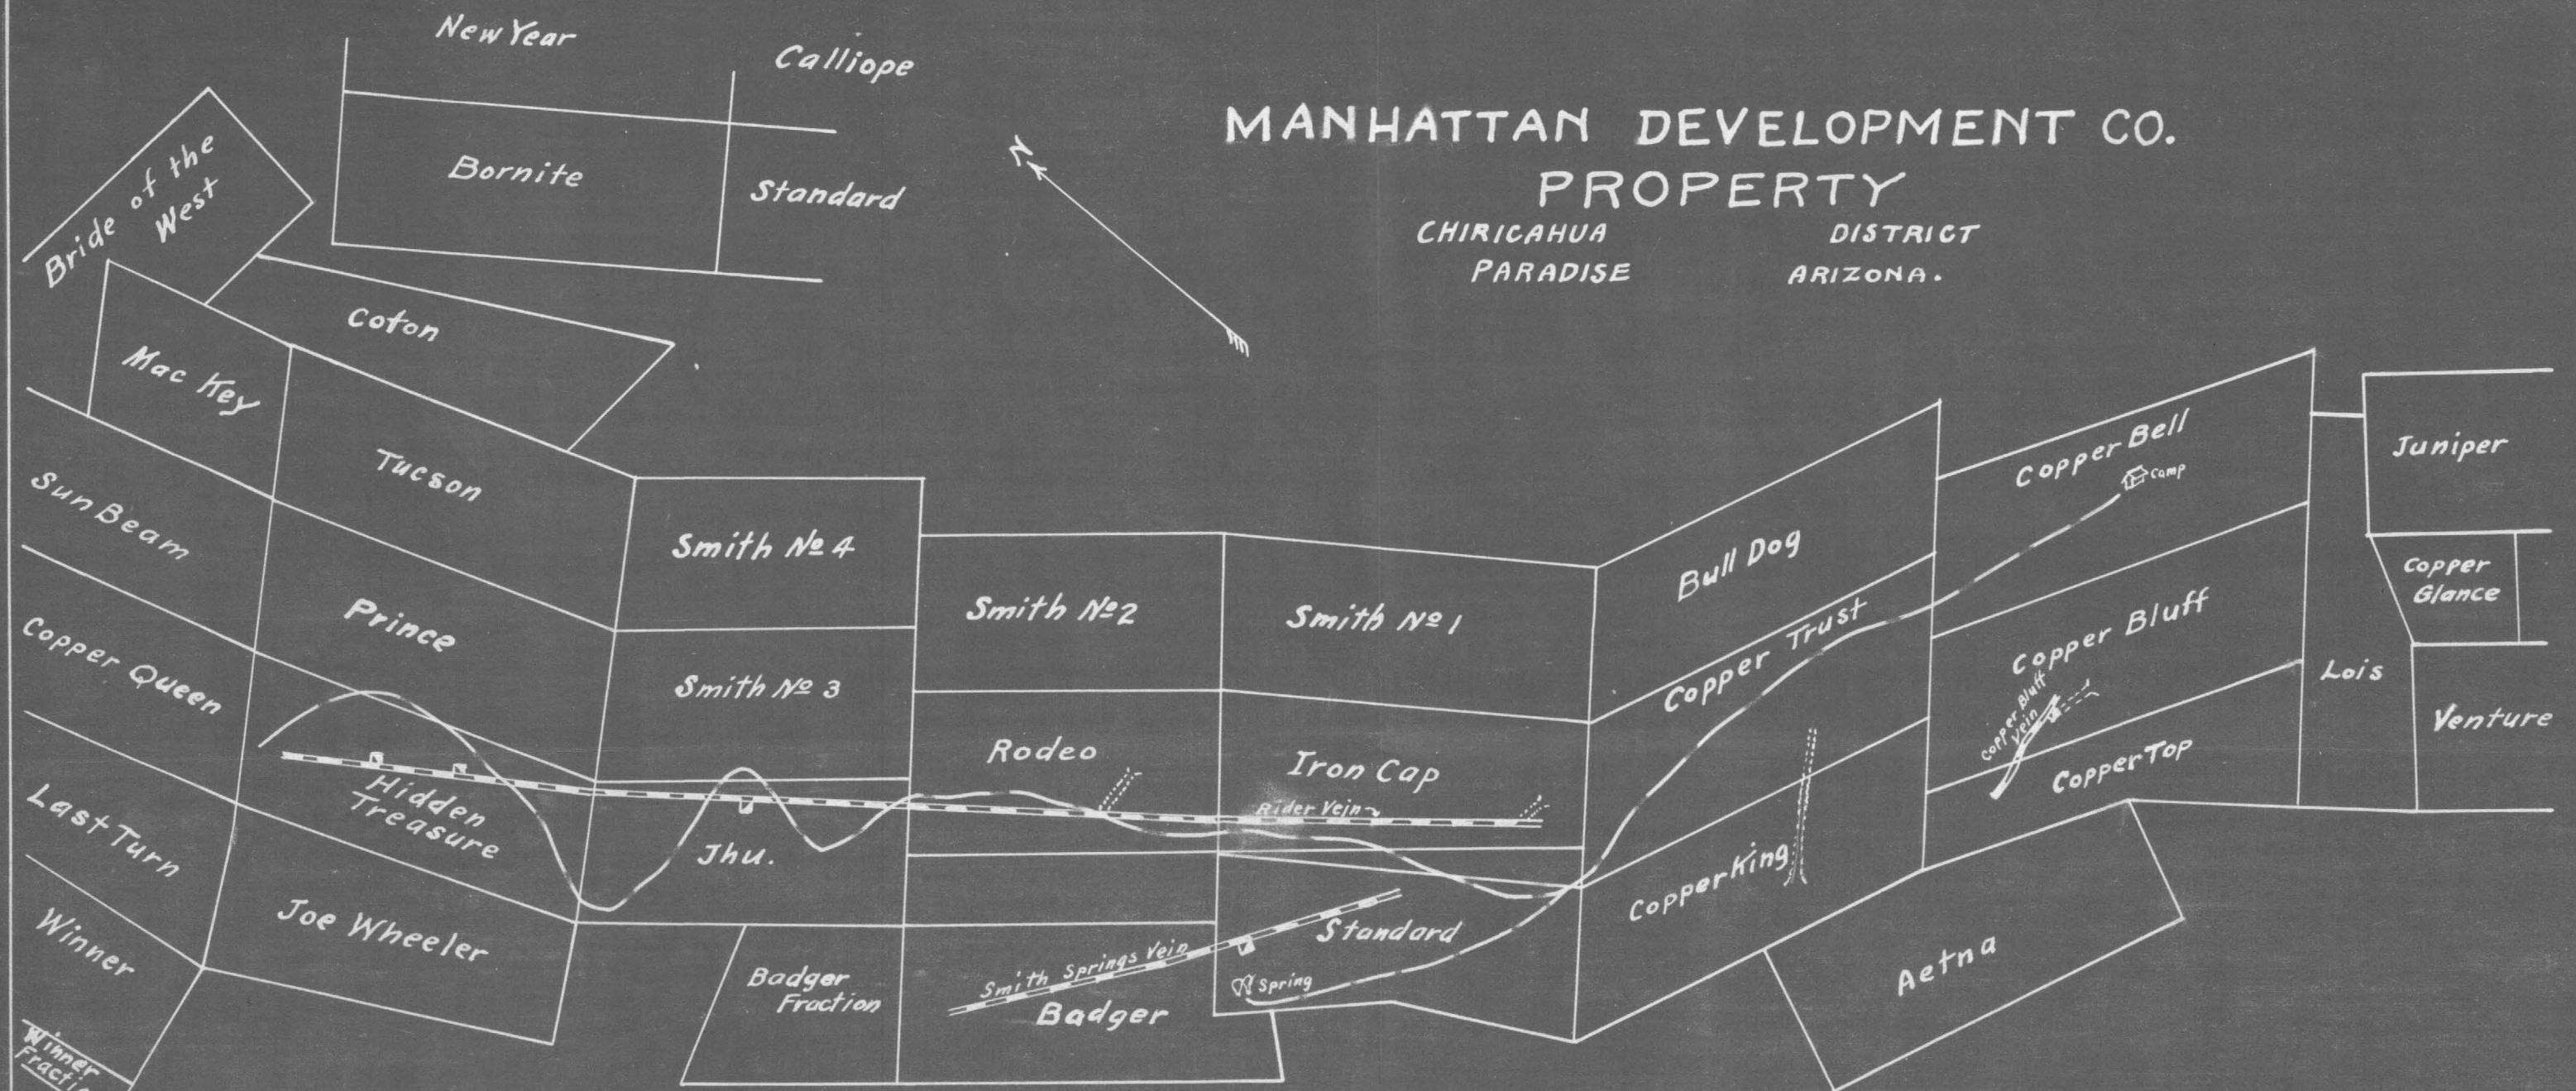 MANHATTAN DEVELOPMENT CO.
PROPERTY
CHIRICAHUA DISTRICT
PARADISE ARIZONA.
N
New Year
Calliope
Bornite
Standard
Bride of the
West
Coton
Mac Key
Tucson
Sun Beam
Prince
Copper Queen
Hidden
Treasure
Last Turn
Joe Wheeler
Winner
Winner
Smith No 4
Smith No 3
Jhu.
Badger
Fraction
Smith No 2
Rodeo
Smith Springs Vein
Badger
Smith No 1
Iron Cap
Rider Vein
Standard
Spring
Bull Dog
Copper Trust
Copper King
Copper Bell
Camp
Copper Bluff
Copper Bluff
Vein
Copper Top
Aetna
Lois
Juniper
Copper
Glance
Venture